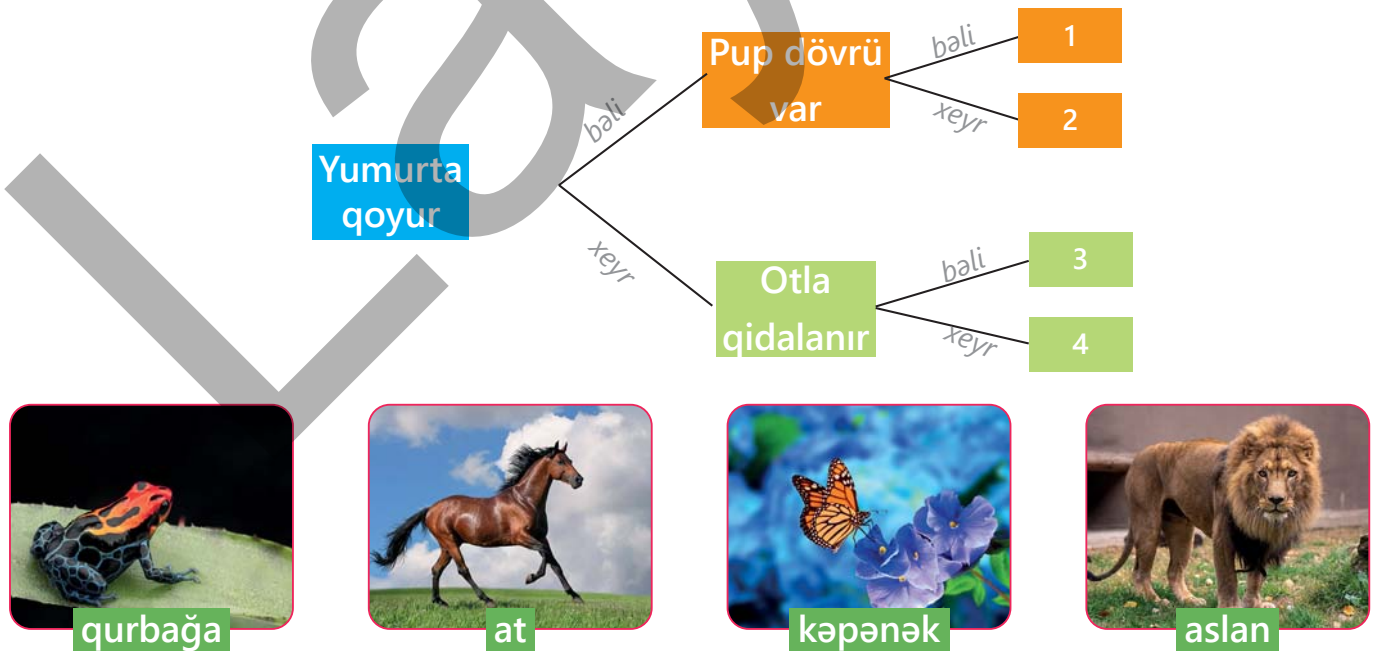 Pup dövrü
var
bəli
1
xeyr
2
Yumurta
qoyur
bəli
xeyr
Otla
qidalanır
bəli
3
xeyr
4
qurbağa
at
kəpənək
aslan